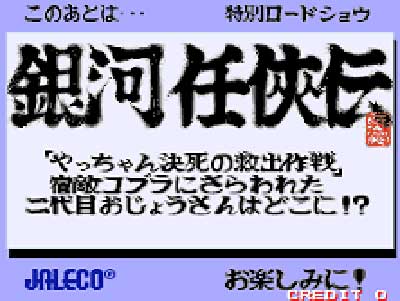 このあとは… 特別ロードショウ
銀河任侠伝
「やっちゃん決死の救出作戦」
宿敵コブラにさらわれた
二代目おじょうさんはどこに!?
JALECO® お楽しみに!
CREDIT 0